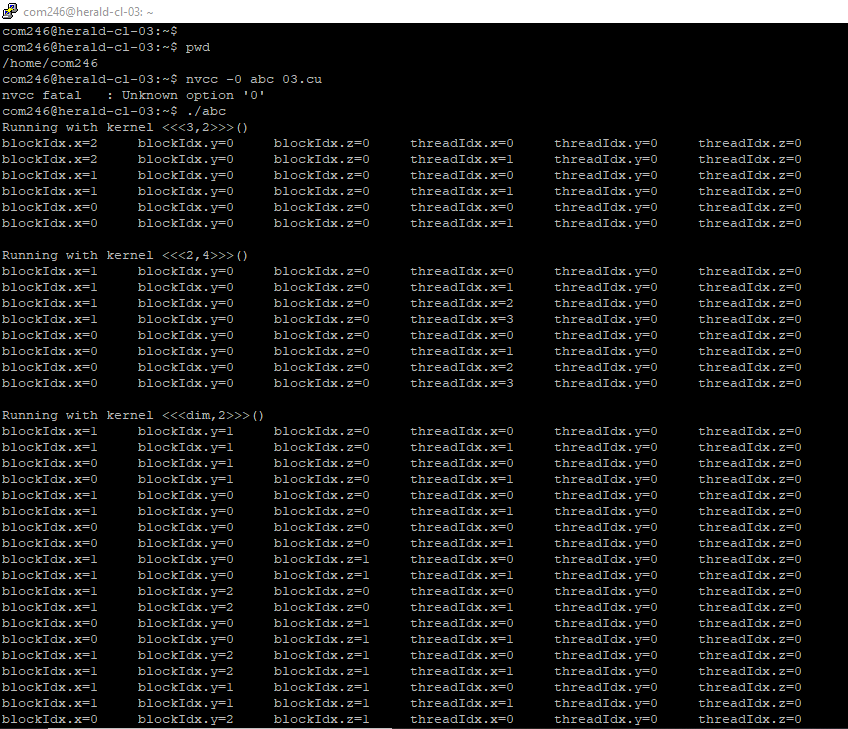 com246@herald-cl-03: ~
com246@herald-cl-03:~$
com246@herald-cl-03:~$ pwd
/home/com246
com246@herald-cl-03:~$ nvcc -0 abc 03.cu
nvcc fatal   : Unknown option '0'
com246@herald-cl-03:~$ ./abc
Running with kernel <<<3,2>>>()
blockIdx.x=2     blockIdx.y=0     blockIdx.z=0     threadIdx.x=0     threadIdx.y=0     threadIdx.z=0
blockIdx.x=2     blockIdx.y=0     blockIdx.z=0     threadIdx.x=1     threadIdx.y=0     threadIdx.z=0
blockIdx.x=1     blockIdx.y=0     blockIdx.z=0     threadIdx.x=0     threadIdx.y=0     threadIdx.z=0
blockIdx.x=1     blockIdx.y=0     blockIdx.z=0     threadIdx.x=1     threadIdx.y=0     threadIdx.z=0
blockIdx.x=0     blockIdx.y=0     blockIdx.z=0     threadIdx.x=0     threadIdx.y=0     threadIdx.z=0
blockIdx.x=0     blockIdx.y=0     blockIdx.z=0     threadIdx.x=1     threadIdx.y=0     threadIdx.z=0

Running with kernel <<<2,4>>>()
blockIdx.x=1     blockIdx.y=0     blockIdx.z=0     threadIdx.x=0     threadIdx.y=0     threadIdx.z=0
blockIdx.x=1     blockIdx.y=0     blockIdx.z=0     threadIdx.x=1     threadIdx.y=0     threadIdx.z=0
blockIdx.x=1     blockIdx.y=0     blockIdx.z=0     threadIdx.x=2     threadIdx.y=0     threadIdx.z=0
blockIdx.x=1     blockIdx.y=0     blockIdx.z=0     threadIdx.x=3     threadIdx.y=0     threadIdx.z=0
blockIdx.x=0     blockIdx.y=0     blockIdx.z=0     threadIdx.x=0     threadIdx.y=0     threadIdx.z=0
blockIdx.x=0     blockIdx.y=0     blockIdx.z=0     threadIdx.x=1     threadIdx.y=0     threadIdx.z=0
blockIdx.x=0     blockIdx.y=0     blockIdx.z=0     threadIdx.x=2     threadIdx.y=0     threadIdx.z=0
blockIdx.x=0     blockIdx.y=0     blockIdx.z=0     threadIdx.x=3     threadIdx.y=0     threadIdx.z=0

Running with kernel <<<dim,2>>>()
blockIdx.x=1     blockIdx.y=1     blockIdx.z=0     threadIdx.x=0     threadIdx.y=0     threadIdx.z=0
blockIdx.x=1     blockIdx.y=1     blockIdx.z=0     threadIdx.x=1     threadIdx.y=0     threadIdx.z=0
blockIdx.x=0     blockIdx.y=1     blockIdx.z=0     threadIdx.x=0     threadIdx.y=0     threadIdx.z=0
blockIdx.x=0     blockIdx.y=1     blockIdx.z=0     threadIdx.x=1     threadIdx.y=0     threadIdx.z=0
blockIdx.x=1     blockIdx.y=0     blockIdx.z=0     threadIdx.x=0     threadIdx.y=0     threadIdx.z=0
blockIdx.x=1     blockIdx.y=0     blockIdx.z=0     threadIdx.x=1     threadIdx.y=0     threadIdx.z=0
blockIdx.x=0     blockIdx.y=0     blockIdx.z=0     threadIdx.x=0     threadIdx.y=0     threadIdx.z=0
blockIdx.x=0     blockIdx.y=0     blockIdx.z=0     threadIdx.x=1     threadIdx.y=0     threadIdx.z=0
blockIdx.x=1     blockIdx.y=0     blockIdx.z=1     threadIdx.x=0     threadIdx.y=0     threadIdx.z=0
blockIdx.x=1     blockIdx.y=0     blockIdx.z=1     threadIdx.x=1     threadIdx.y=0     threadIdx.z=0
blockIdx.x=1     blockIdx.y=2     blockIdx.z=0     threadIdx.x=0     threadIdx.y=0     threadIdx.z=0
blockIdx.x=1     blockIdx.y=2     blockIdx.z=0     threadIdx.x=1     threadIdx.y=0     threadIdx.z=0
blockIdx.x=0     blockIdx.y=0     blockIdx.z=1     threadIdx.x=0     threadIdx.y=0     threadIdx.z=0
blockIdx.x=0     blockIdx.y=0     blockIdx.z=1     threadIdx.x=1     threadIdx.y=0     threadIdx.z=0
blockIdx.x=1     blockIdx.y=2     blockIdx.z=1     threadIdx.x=0     threadIdx.y=0     threadIdx.z=0
blockIdx.x=1     blockIdx.y=2     blockIdx.z=1     threadIdx.x=1     threadIdx.y=0     threadIdx.z=0
blockIdx.x=1     blockIdx.y=1     blockIdx.z=1     threadIdx.x=0     threadIdx.y=0     threadIdx.z=0
blockIdx.x=1     blockIdx.y=1     blockIdx.z=1     threadIdx.x=1     threadIdx.y=0     threadIdx.z=0
blockIdx.x=0     blockIdx.y=2     blockIdx.z=1     threadIdx.x=0     threadIdx.y=0     threadIdx.z=0